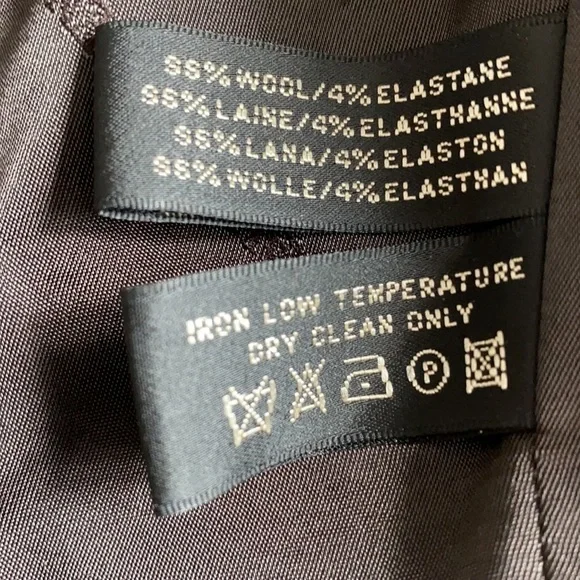 96% WOOL/4% ELASTANE
96% LAINE/4% ELASTHANNE
96% LANA/4% ELASTON
96% WOLLE/4% ELASTHAN
IRON LOW TEMPERATURE
DRY CLEAN ONLY
P